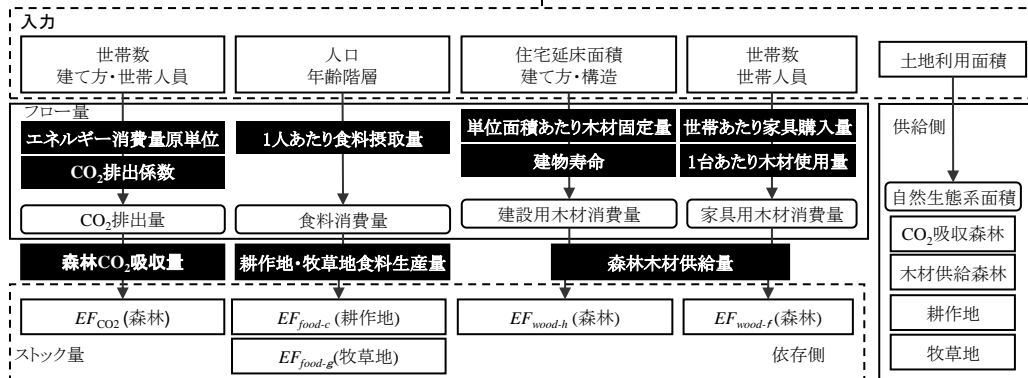 入力
世帯数
建て方・世帯人員
人口
年齢階層
住宅延床面積
建て方・構造
世帯数
世帯人員
土地利用面積
フロー量
エネルギー消費量原単位
CO2排出係数
CO2排出量
1人あたり食料摂取量
食料消費量
単位面積あたり木材固定量
建物寿命
建設用木材消費量
世帯あたり家具購入量
1台あたり木材使用量
家具用木材消費量
森林CO2吸収量
耕作地・牧草地食料生産量
森林木材供給量
EFCO2 (森林)
EFfood-c (耕作地)
EFfood-g(牧草地)
EFwood-h (森林)
EFwood-f (森林)
ストック量
依存側
供給側
自然生態系面積
CO2吸収森林
木材供給森林
耕作地
牧草地